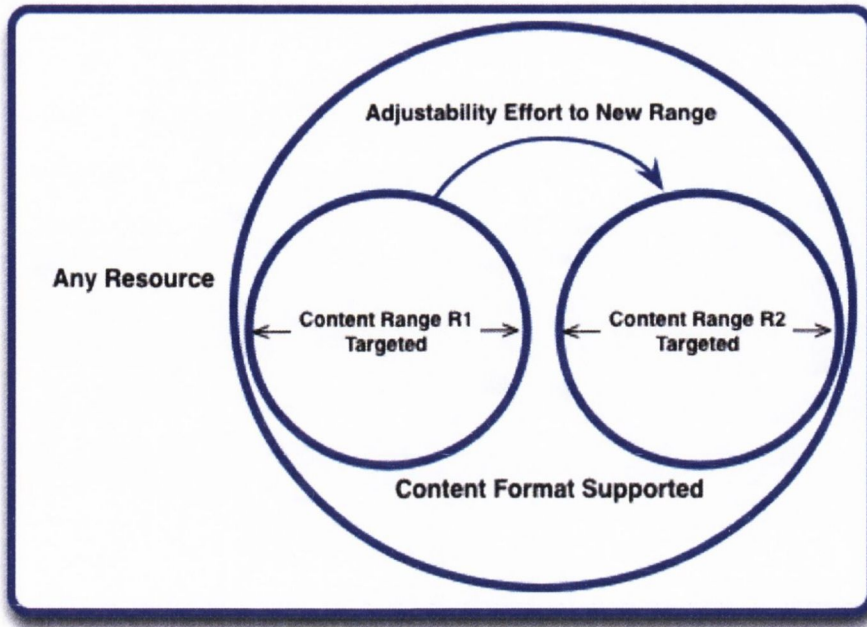 Adjustability Effort to New Range
Any Resource
Content Range R1
Targeted
Content Range R2
Targeted
Content Format Supported